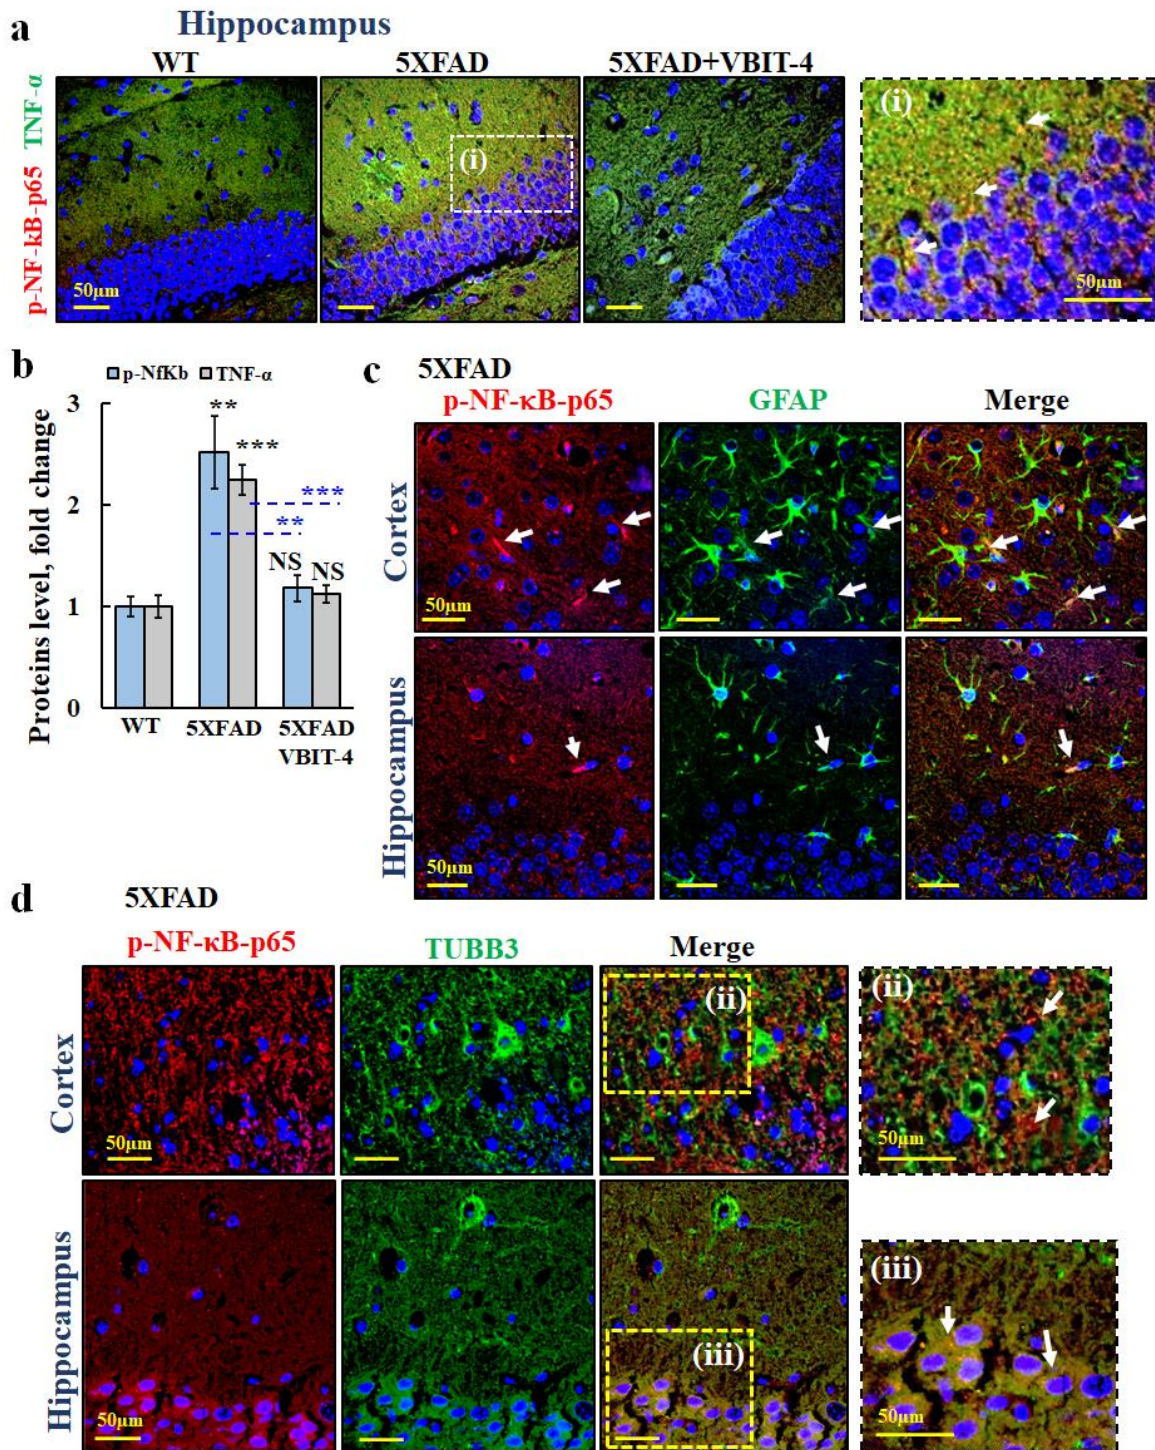 a
Hippocampus
WT 5XFAD 5XFAD+VBIT-4
p-NF-kB-p65 TNF-α
(i)
(i)
50µm
50µm
50µm
b
p-NfKb TNF-α
Proteins level, fold change
3
2
1
0
**
***
***
**
NS NS
WT 5XFAD 5XFAD
VBIT-4
c
5XFAD
p-NF-κB-p65 GFAP Merge
Cortex
50µm
Hippocampus
50µm
d
5XFAD
p-NF-κB-p65 TUBB3 Merge
Cortex
(ii)
(ii)
50µm
50µm
Hippocampus
(iii)
(iii)
50µm
50µm